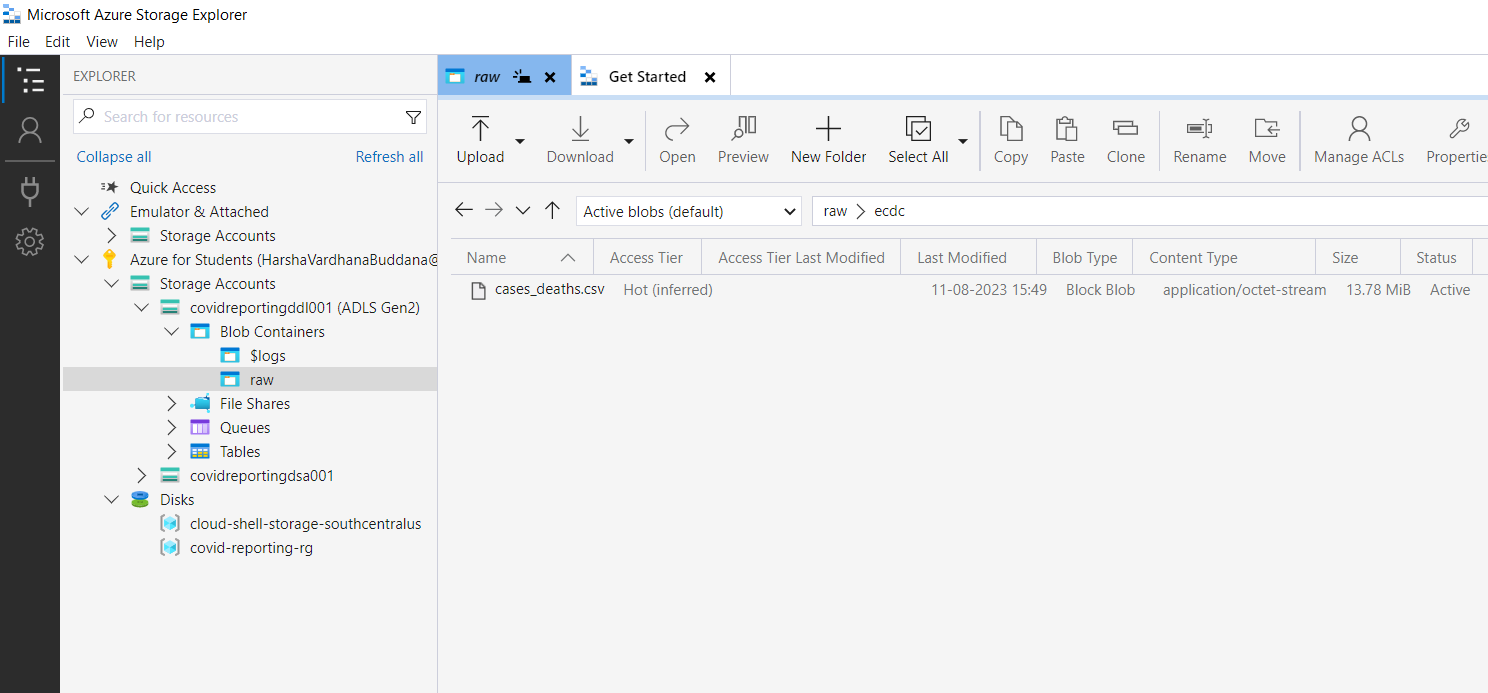 Microsoft Azure Storage Explorer
File Edit View Help
EXPLORER
Search for resources
Collapse all Refresh all
Quick Access
Emulator & Attached
Storage Accounts
Azure for Students (HarshaVardhanaBuddana@
Storage Accounts
covidreportingddl001 (ADLS Gen2)
Blob Containers
$logs
raw
File Shares
Queues
Tables
covidreportingdsa001
Disks
cloud-shell-storage-southcentralus
covid-reporting-rg
raw Get Started
Upload Download Open Preview New Folder Select All Copy Paste Clone Rename Move Manage ACLs Propertie
Active blobs (default) raw ecdc
Name Access Tier Access Tier Last Modified Last Modified Blob Type Content Type Size Status
cases_deaths.csv Hot (inferred) 11-08-2023 15:49 Block Blob application/octet-stream 13.78 MiB Active